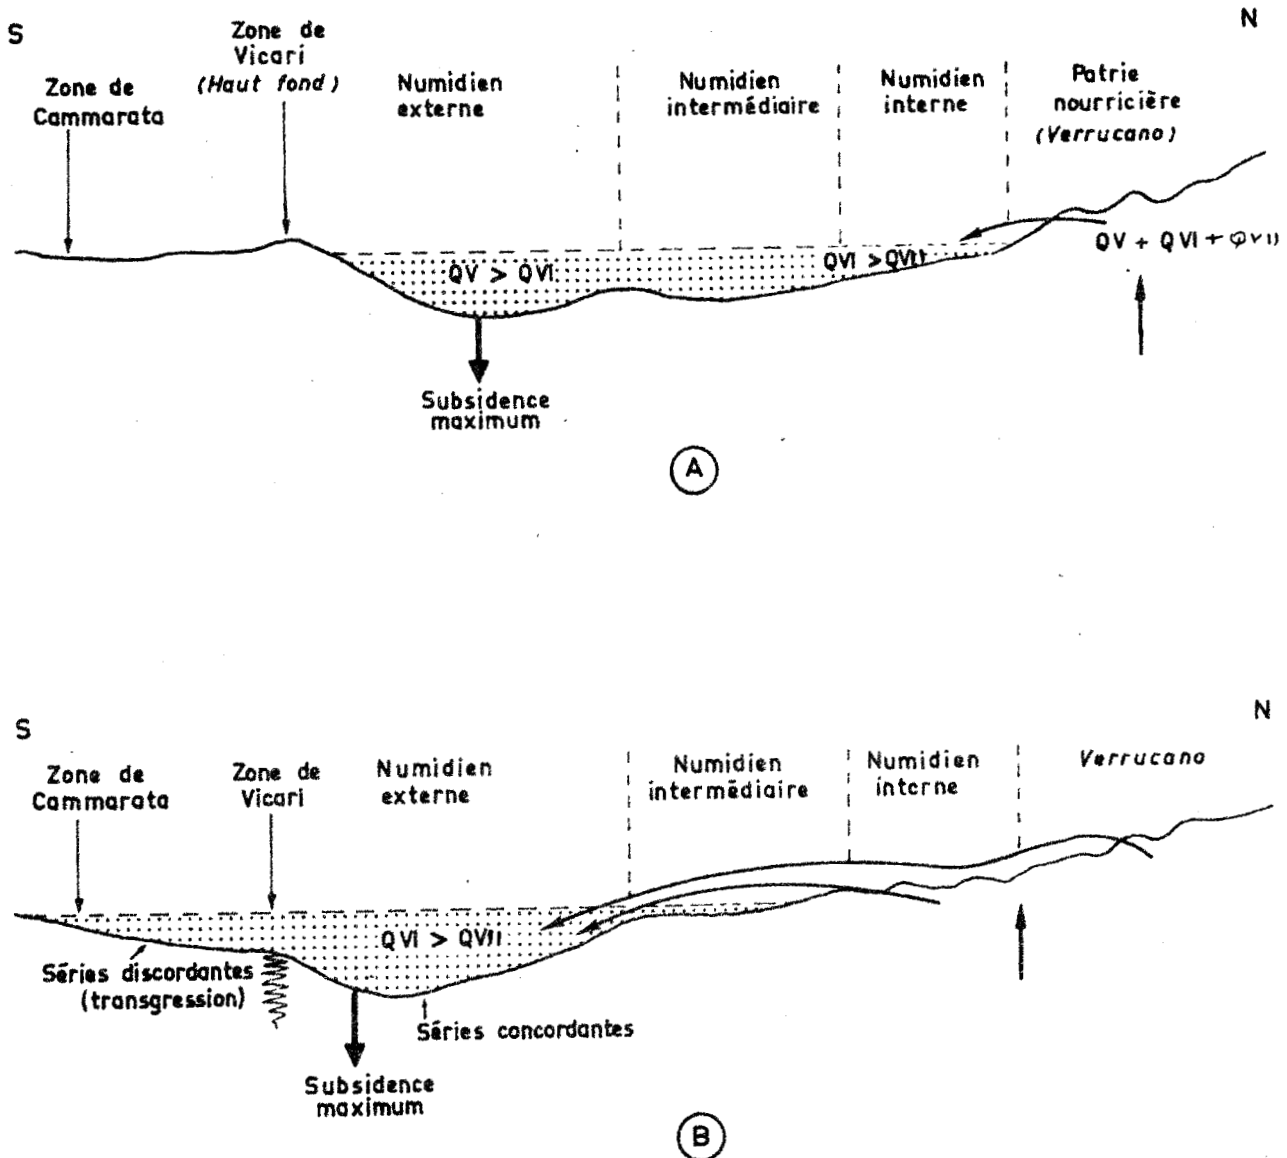 S
N
Zone de
Cammarata
Zone de
Vicari
(Haut fond)
Numidien
externe
Numidien
intermédiaire
Numidien
interne
Patrie
nourricière
(Verrucano)
QV > QVI
QVI > QVII
QV + QVI + QVII
Subsidence
maximum
A
S
N
Zone de
Cammarata
Zone de
Vicari
Numidien
externe
Numidien
intermédiaire
Numidien
interne
Verrucano
QVI > QVII
Séries discordantes
(transgression)
Séries concordantes
Subsidence
maximum
B